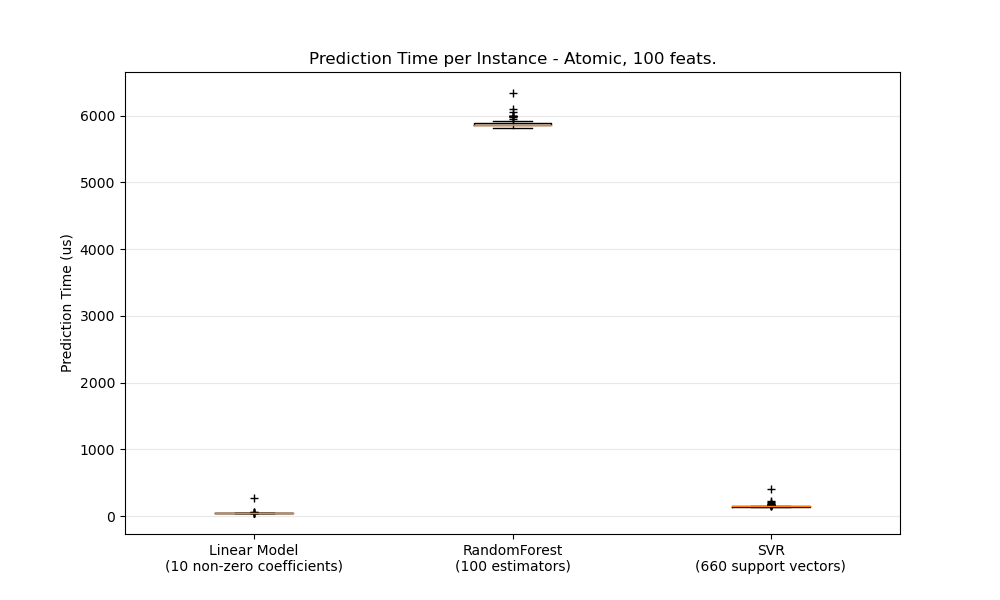 Prediction Time per Instance - Atomic, 100 feats.
Prediction Time (us)
6000
5000
4000
3000
2000
1000
0
Linear Model
(10 non-zero coefficients)
RandomForest
(100 estimators)
SVR
(660 support vectors)